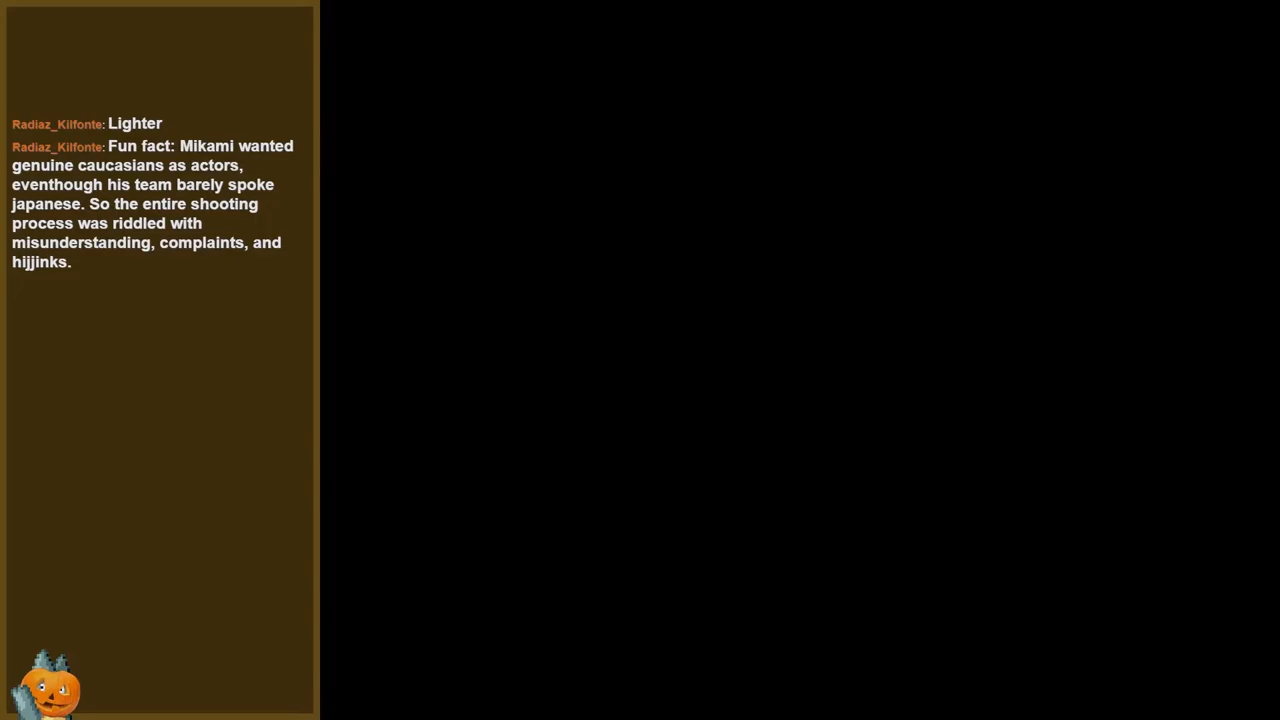 Radiaz_Kilfonte: Lighter
Radiaz_Kilfonte: Fun fact: Mikami wanted
genuine caucasians as actors,
eventhough his team barely spoke
japanese. So the entire shooting
process was riddled with
misunderstanding, complaints, and
hijjinks.